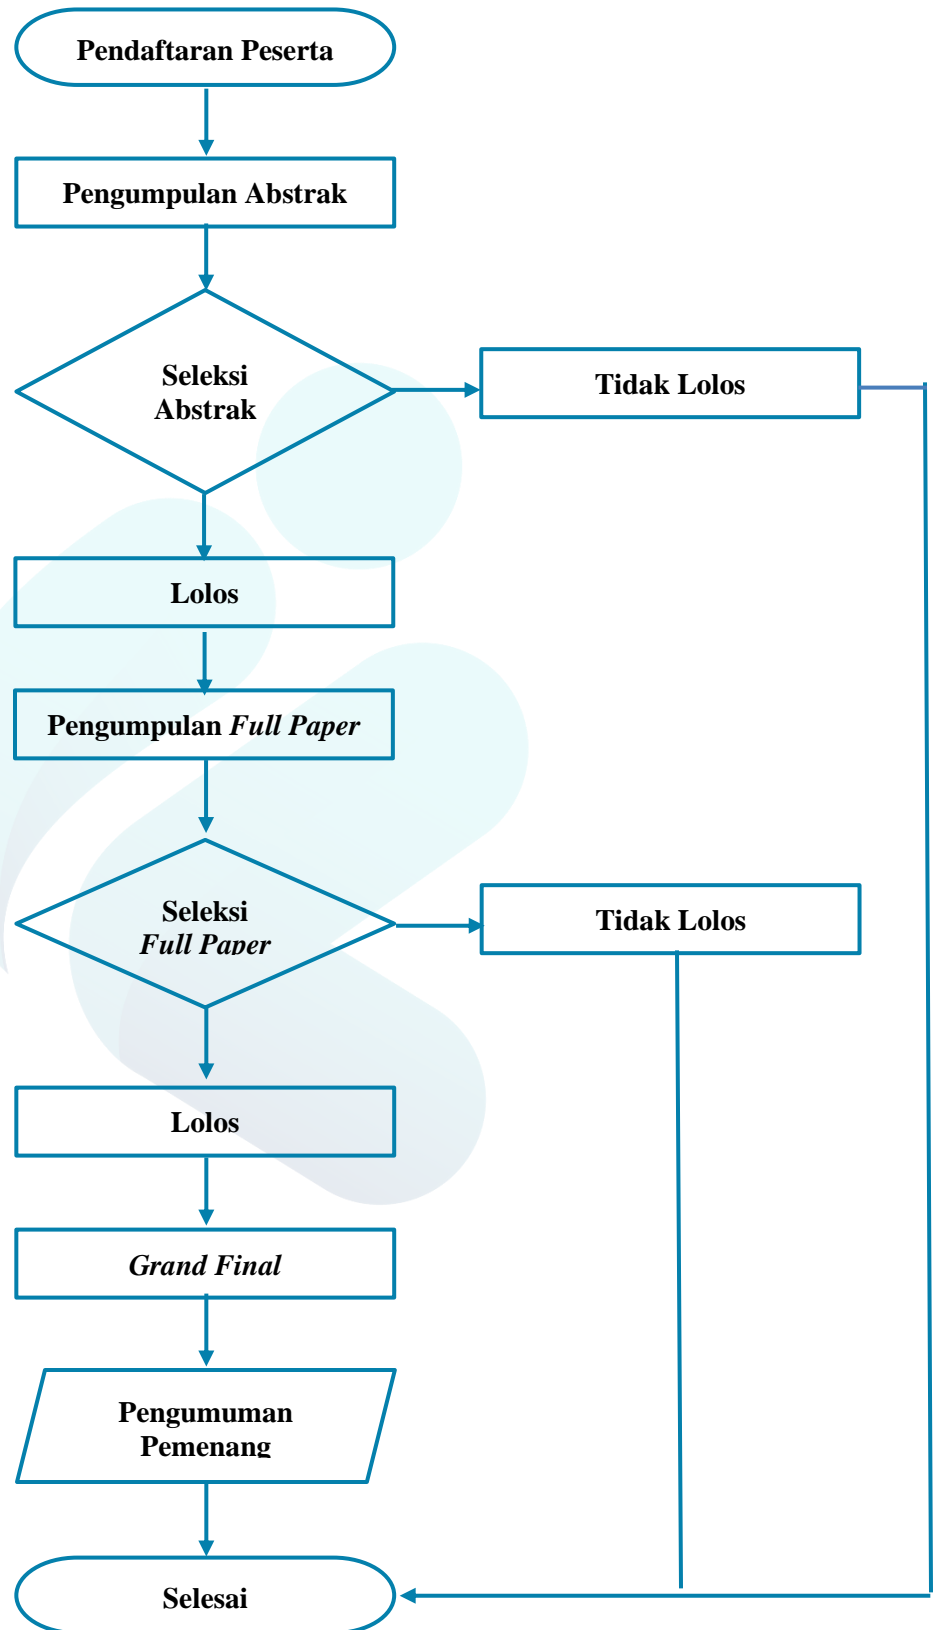 Pendaftaran Peserta
Pengumpulan Abstrak
Seleksi
Abstrak
Tidak Lolos
Lolos
Pengumpulan Full Paper
Seleksi
Full Paper
Tidak Lolos
Lolos
Grand Final
Pengumuman
Pemenang
Selesai